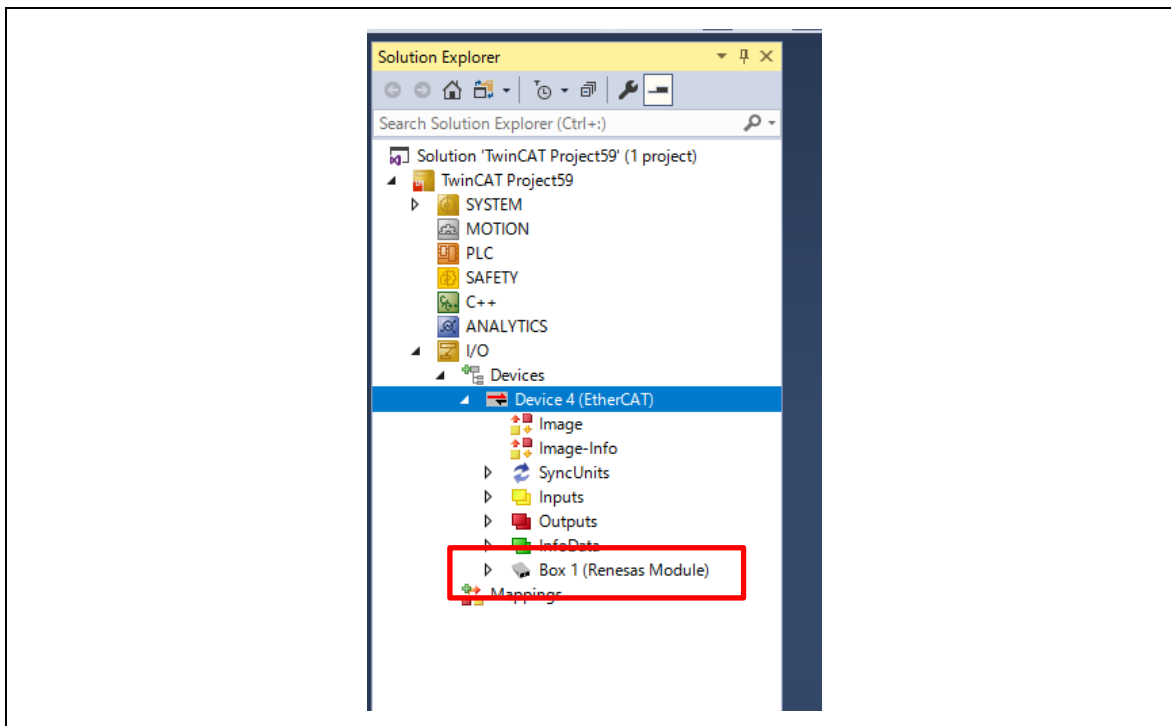 Solution Explorer
Search Solution Explorer (Ctrl+:)
Solution 'TwinCAT Project59' (1 project)
TwinCAT Project59
SYSTEM
MOTION
PLC
SAFETY
C++
ANALYTICS
I/O
Devices
Device 4 (EtherCAT)
Image
Image-Info
SyncUnits
Inputs
Outputs
InfoData
Box 1 (Renesas Module)
Mappings